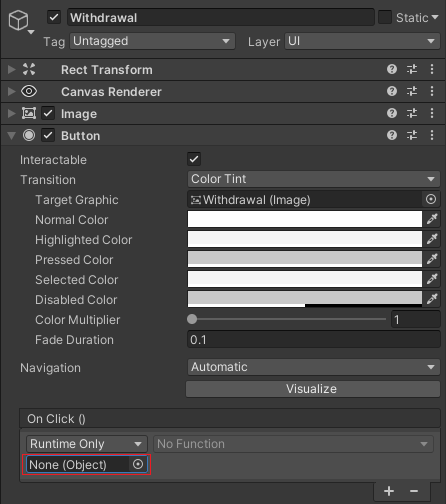 Withdrawal Static
Tag Untagged Layer UI
Rect Transform
Canvas Renderer
Image
Button
Interactable
Transition Color Tint
Target Graphic Withdrawal (Image)
Normal Color
Highlighted Color
Pressed Color
Selected Color
Disabled Color
Color Multiplier 1
Fade Duration 0.1
Navigation Automatic
Visualize
On Click ()
Runtime Only No Function
None (Object)